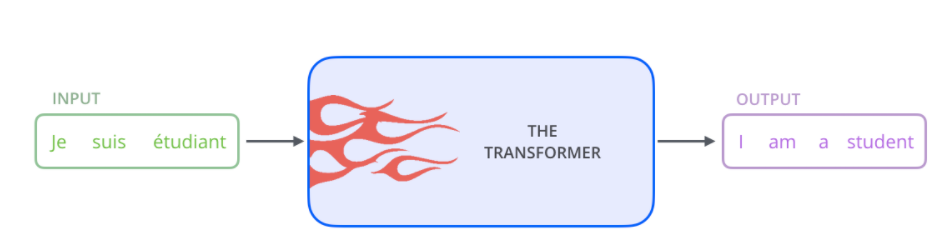 INPUT
Je suis étudiant
THE
TRANSFORMER
OUTPUT
I am a student